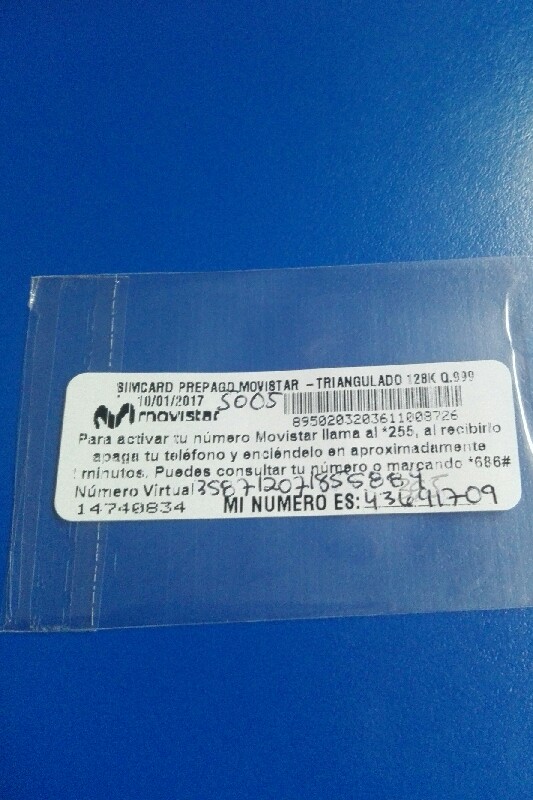 SIMCARD PREPAGO MOVISTAR - TRIANGULADO 128K Q.999
10/01/2017 5005
movistar 8950203203611008726
Para activar tu número Movistar llama al *255, al recibirlo
apaga tu teléfono y enciéndelo en aproximadamente
minutos. Puedes consultar tu número o marcando *686#
Número Virtual
14740834 MI NUMERO ES: 43641709